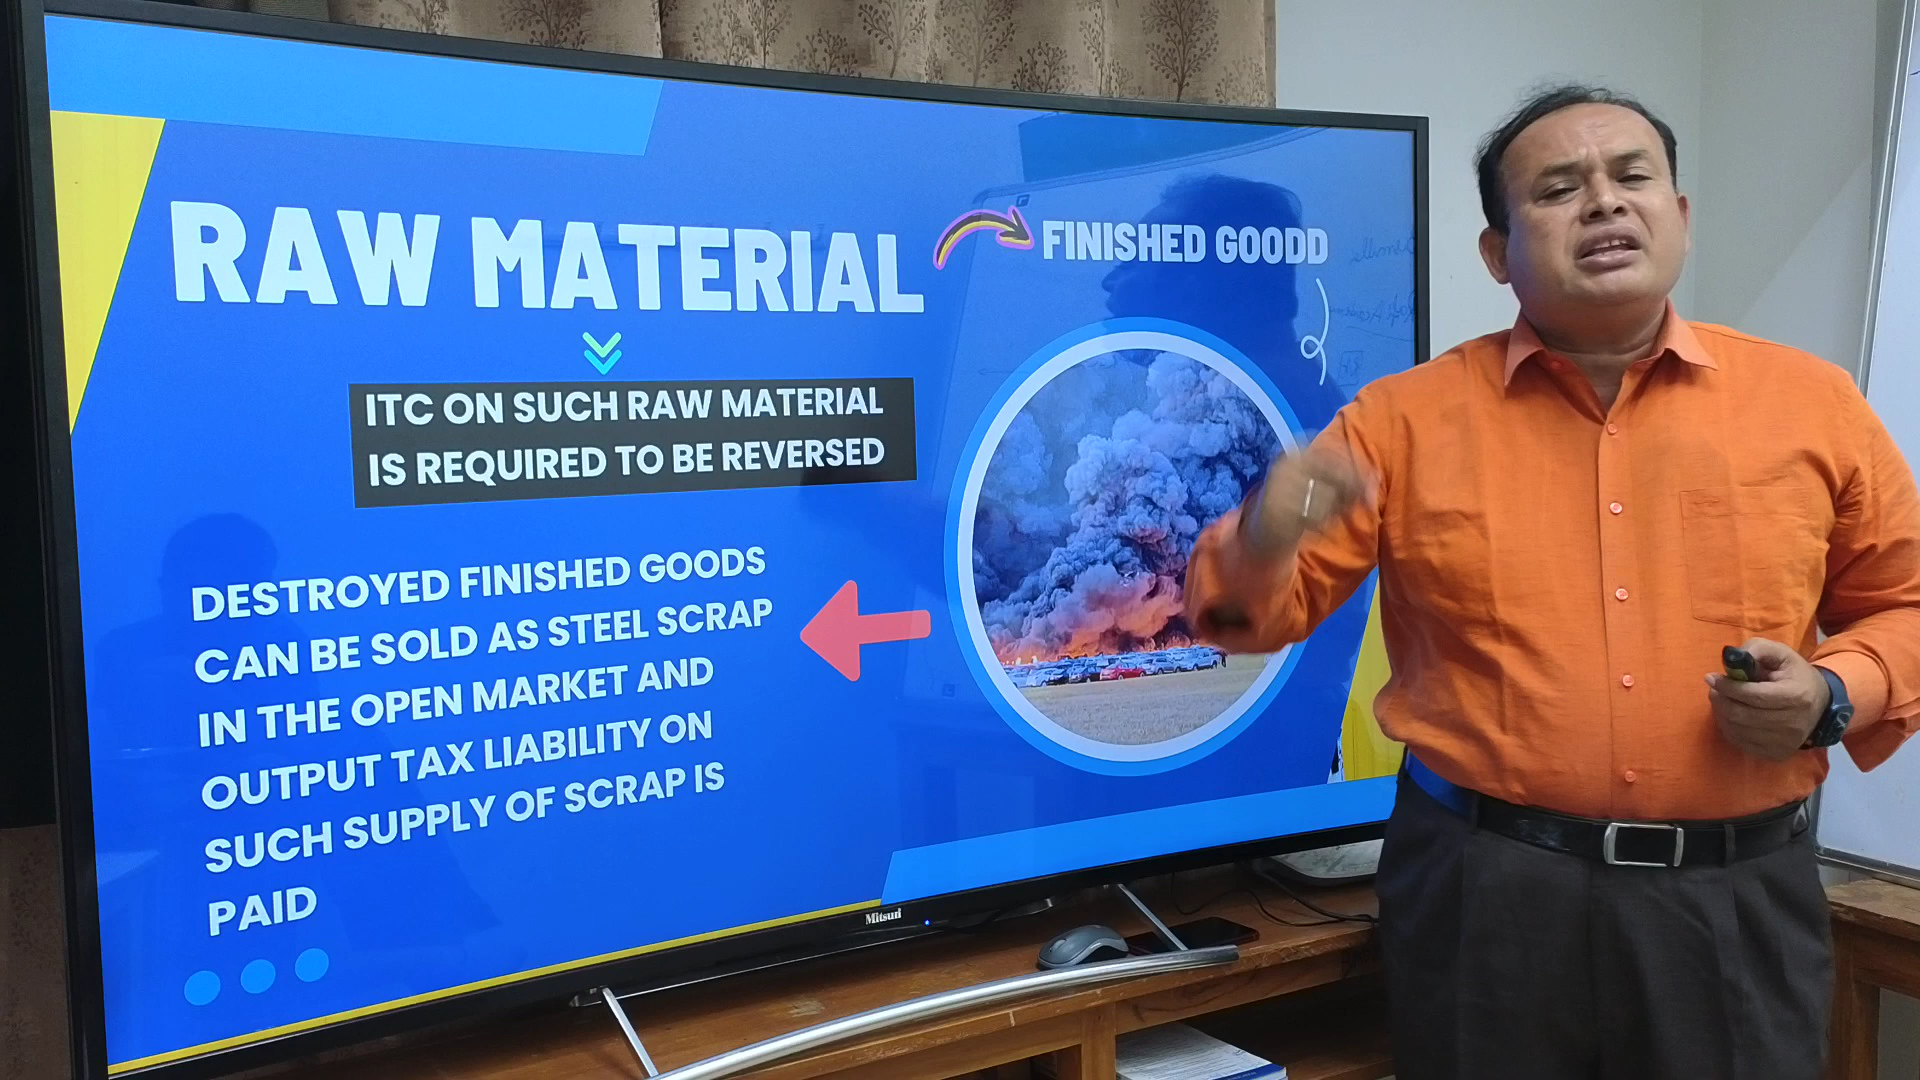 RAW MATERIAL
FINISHED GOODD
ITC ON SUCH RAW MATERIAL
IS REQUIRED TO BE REVERSED
DESTROYED FINISHED GOODS
CAN BE SOLD AS STEEL SCRAP
IN THE OPEN MARKET AND
OUTPUT TAX LIABILITY ON
SUCH SUPPLY OF SCRAP IS
PAID
Mitsun